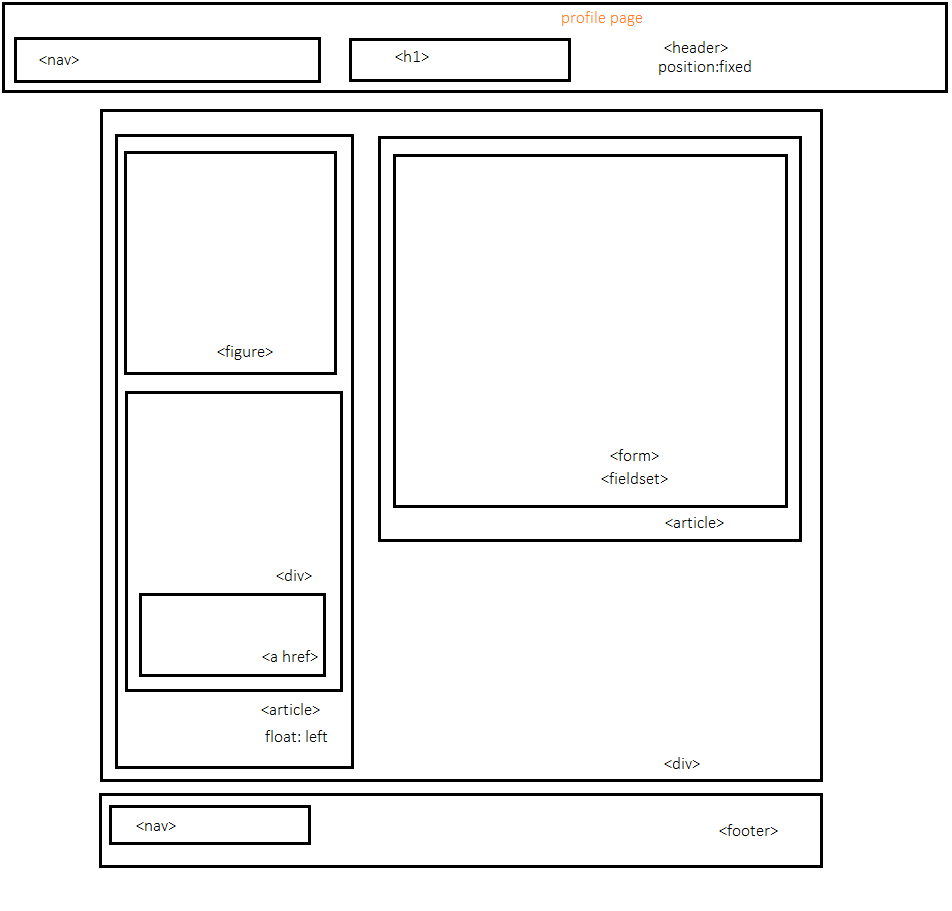 profile page
<nav>
<h1>
<header>
position:fixed
<figure>
<div>
<a href>
<article>
float: left
<form>
<fieldset>
<article>
<div>
<nav>
<footer>